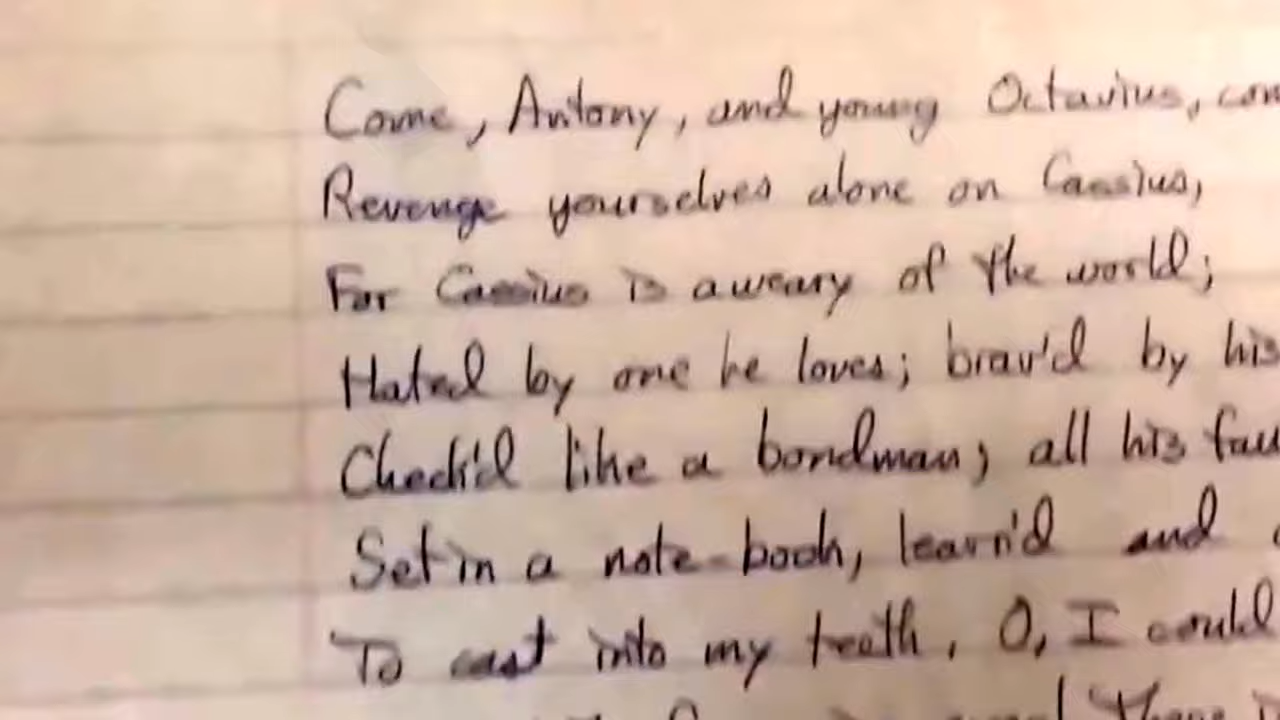 Come, Antony, and young Octavius, com
Revenge yourselves alone on Cassius,
For Cassius is aweary of the world;
Hated by one he loves; brav'd by his
Check'd like a bondman; all his fau
Set in a note-book, learn'd and
To cast into my teeth. O, I could